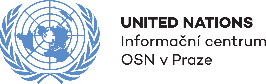 UNITED NATIONS
Informační centrum
OSN v Praze